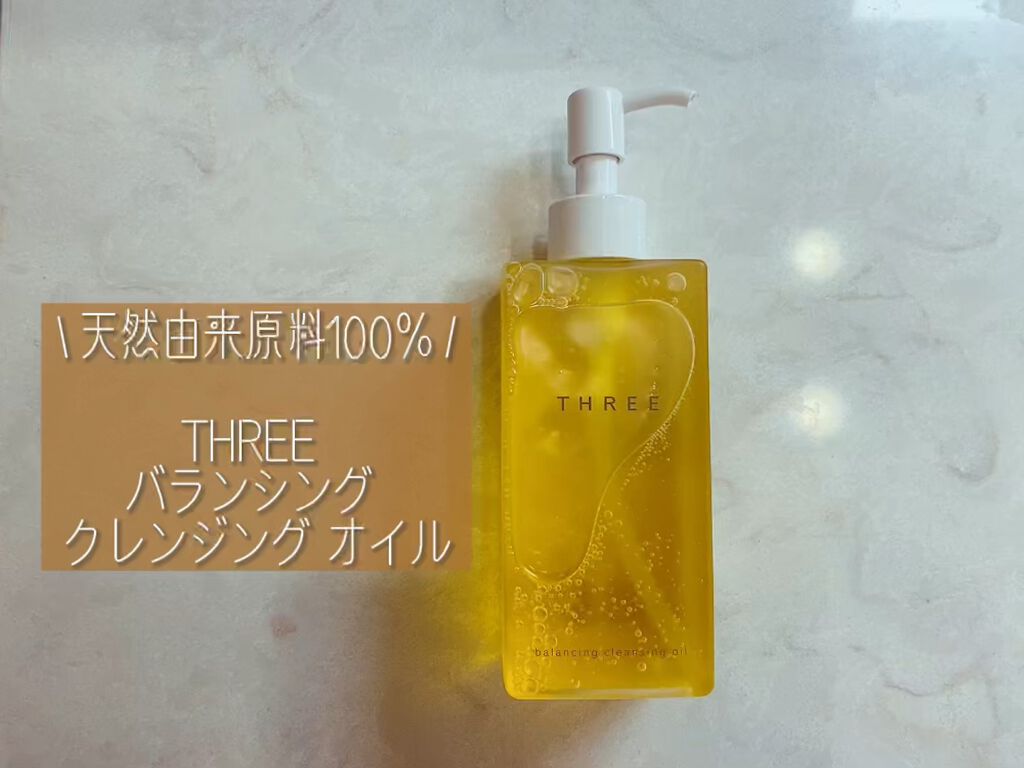 \ 天然由来原料100% /
THREE
バランシング
クレンジング オイル
THREE
balancing cleansing oil